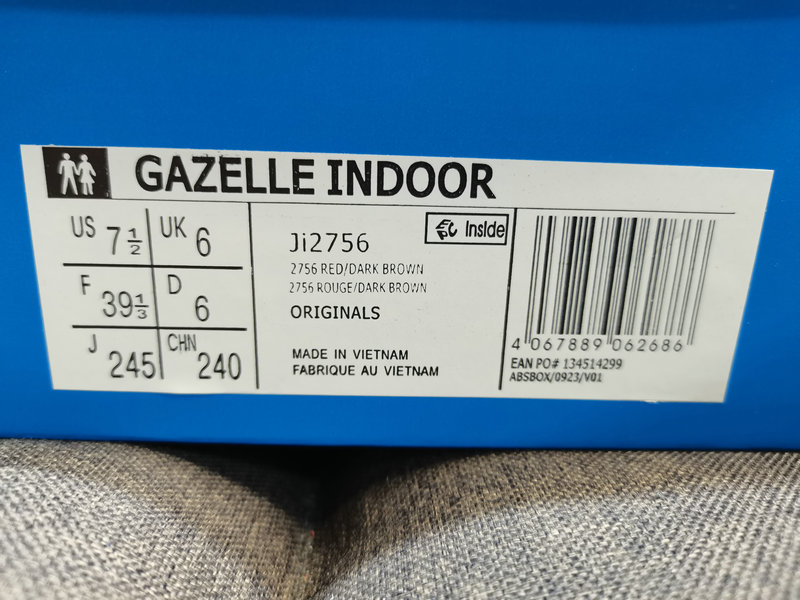 GAZELLE INDOOR
US 7 1/2 UK 6
F 39 1/3 D 6
J 245 CHN 240
Ji2756
EPC Inside
2756 RED/DARK BROWN
2756 ROUGE/DARK BROWN
ORIGINALS
MADE IN VIETNAM
FABRIQUE AU VIETNAM
4 067889 062686
EAN PO# 134514299
ABSBOX/0923/V01